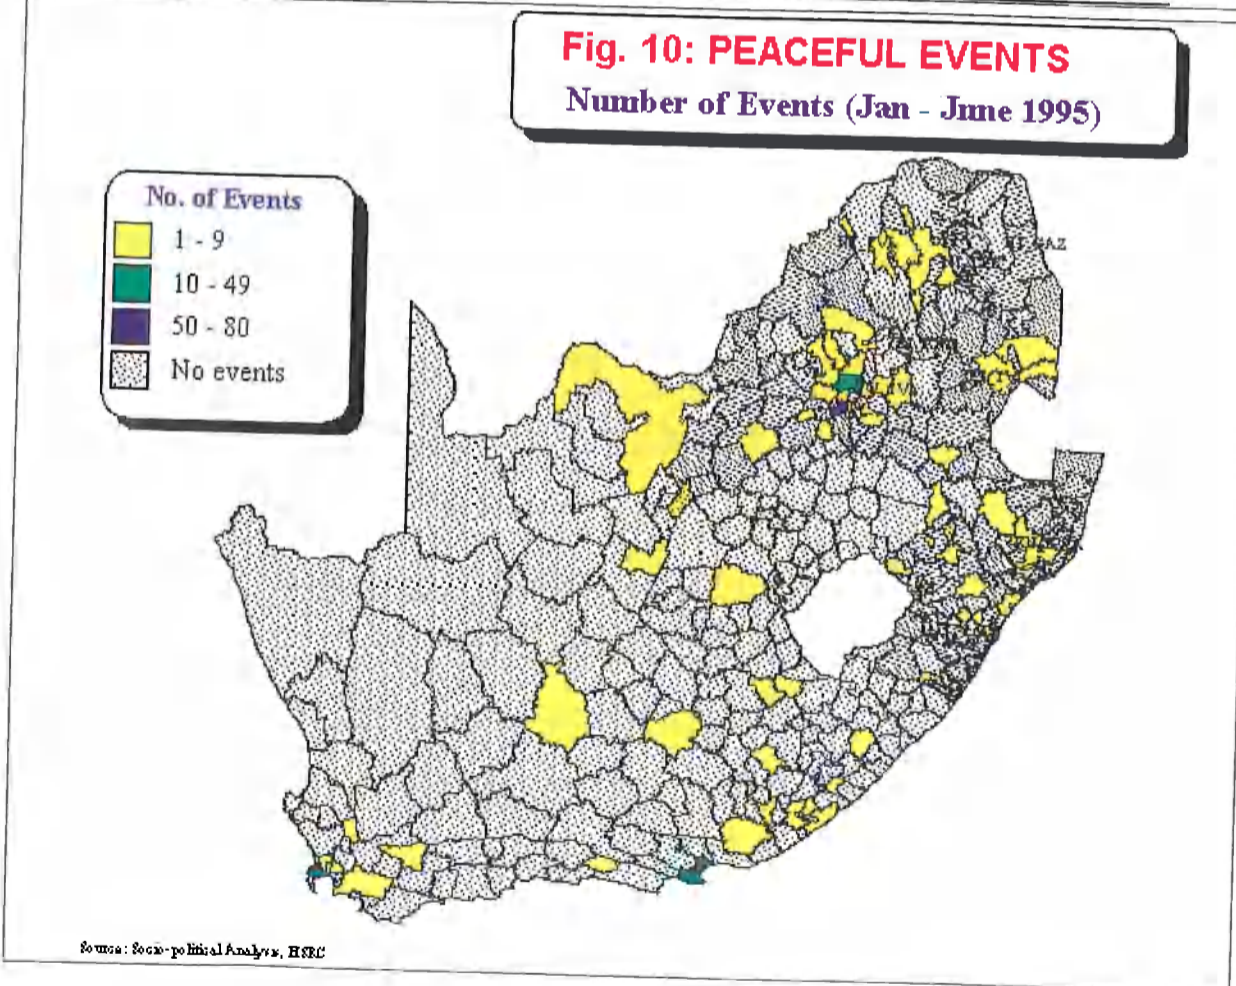 Fig. 10: PEACEFUL EVENTS
Number of Events (Jan - June 1995)
No. of Events
1 - 9
10 - 49
50 - 80
No events
Source: Socio-political Analysis, HSRC